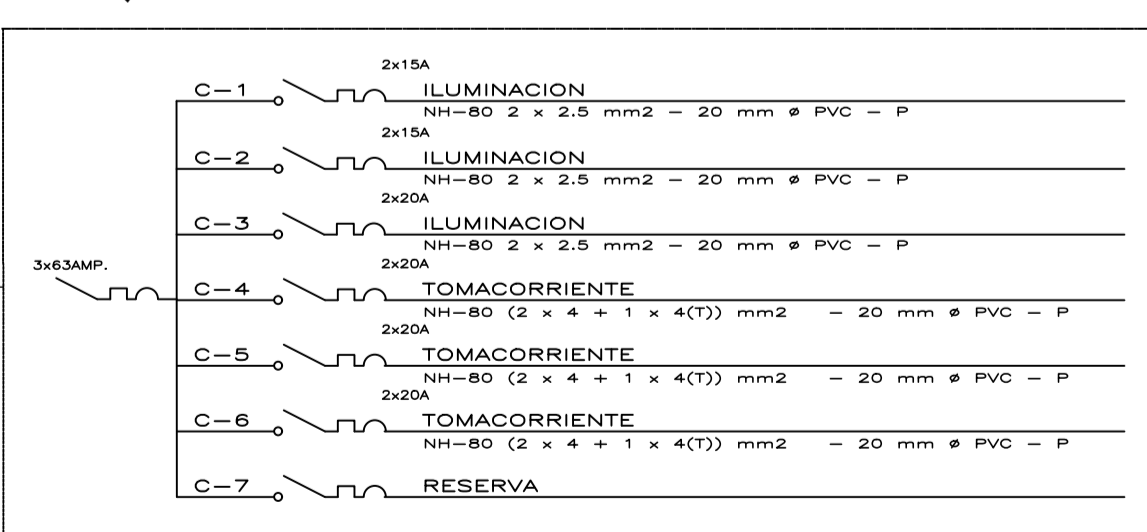 2x15A
C-1 ILUMINACION
NH-80 2 x 2.5 mm2 - 20 mm ø PVC - P
2x15A
C-2 ILUMINACION
NH-80 2 x 2.5 mm2 - 20 mm ø PVC - P
2x20A
C-3 ILUMINACION
NH-80 2 x 2.5 mm2 - 20 mm ø PVC - P
3x63AMP.
2x20A
C-4 TOMACORRIENTE
NH-80 (2 x 4 + 1 x 4(T)) mm2 - 20 mm ø PVC - P
2x20A
C-5 TOMACORRIENTE
NH-80 (2 x 4 + 1 x 4(T)) mm2 - 20 mm ø PVC - P
2x20A
C-6 TOMACORRIENTE
NH-80 (2 x 4 + 1 x 4(T)) mm2 - 20 mm ø PVC - P
C-7 RESERVA